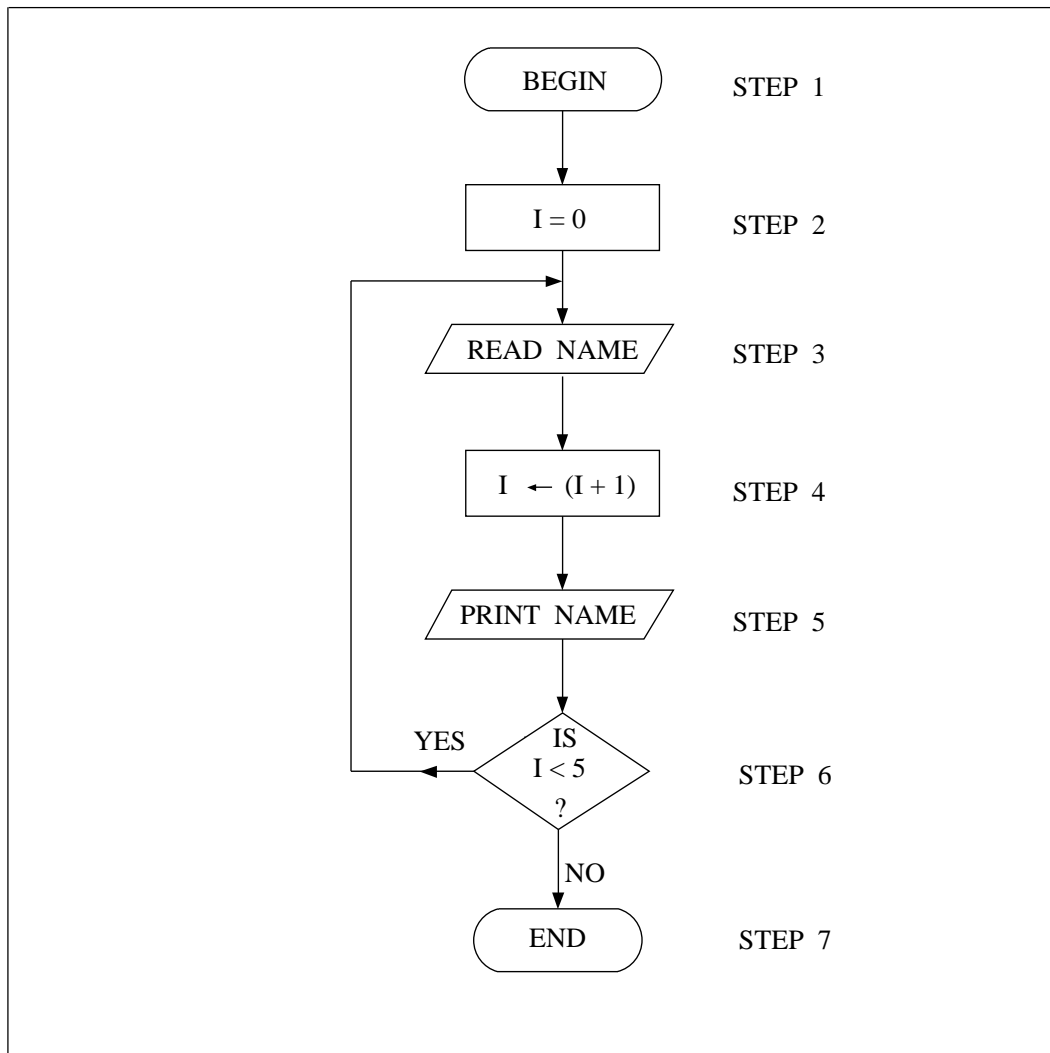 BEGIN STEP 1
I = 0 STEP 2
READ NAME STEP 3
I ← (I + 1) STEP 4
PRINT NAME STEP 5
YES IS
I < 5 STEP 6
?
NO
END STEP 7